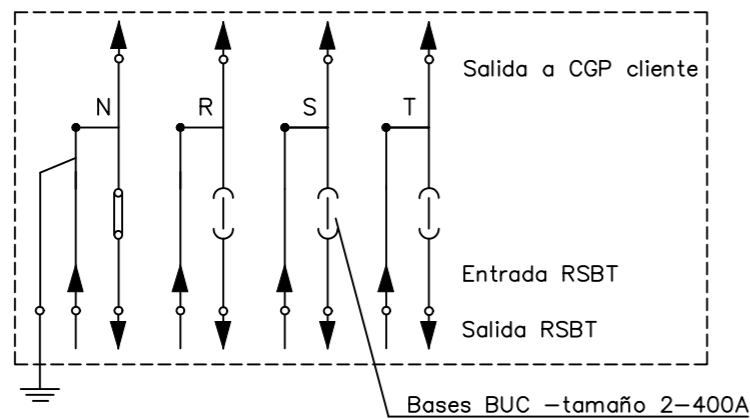 Salida a CGP cliente
N R S T
Entrada RSBT
Salida RSBT
Bases BUC -tamaño 2-400A